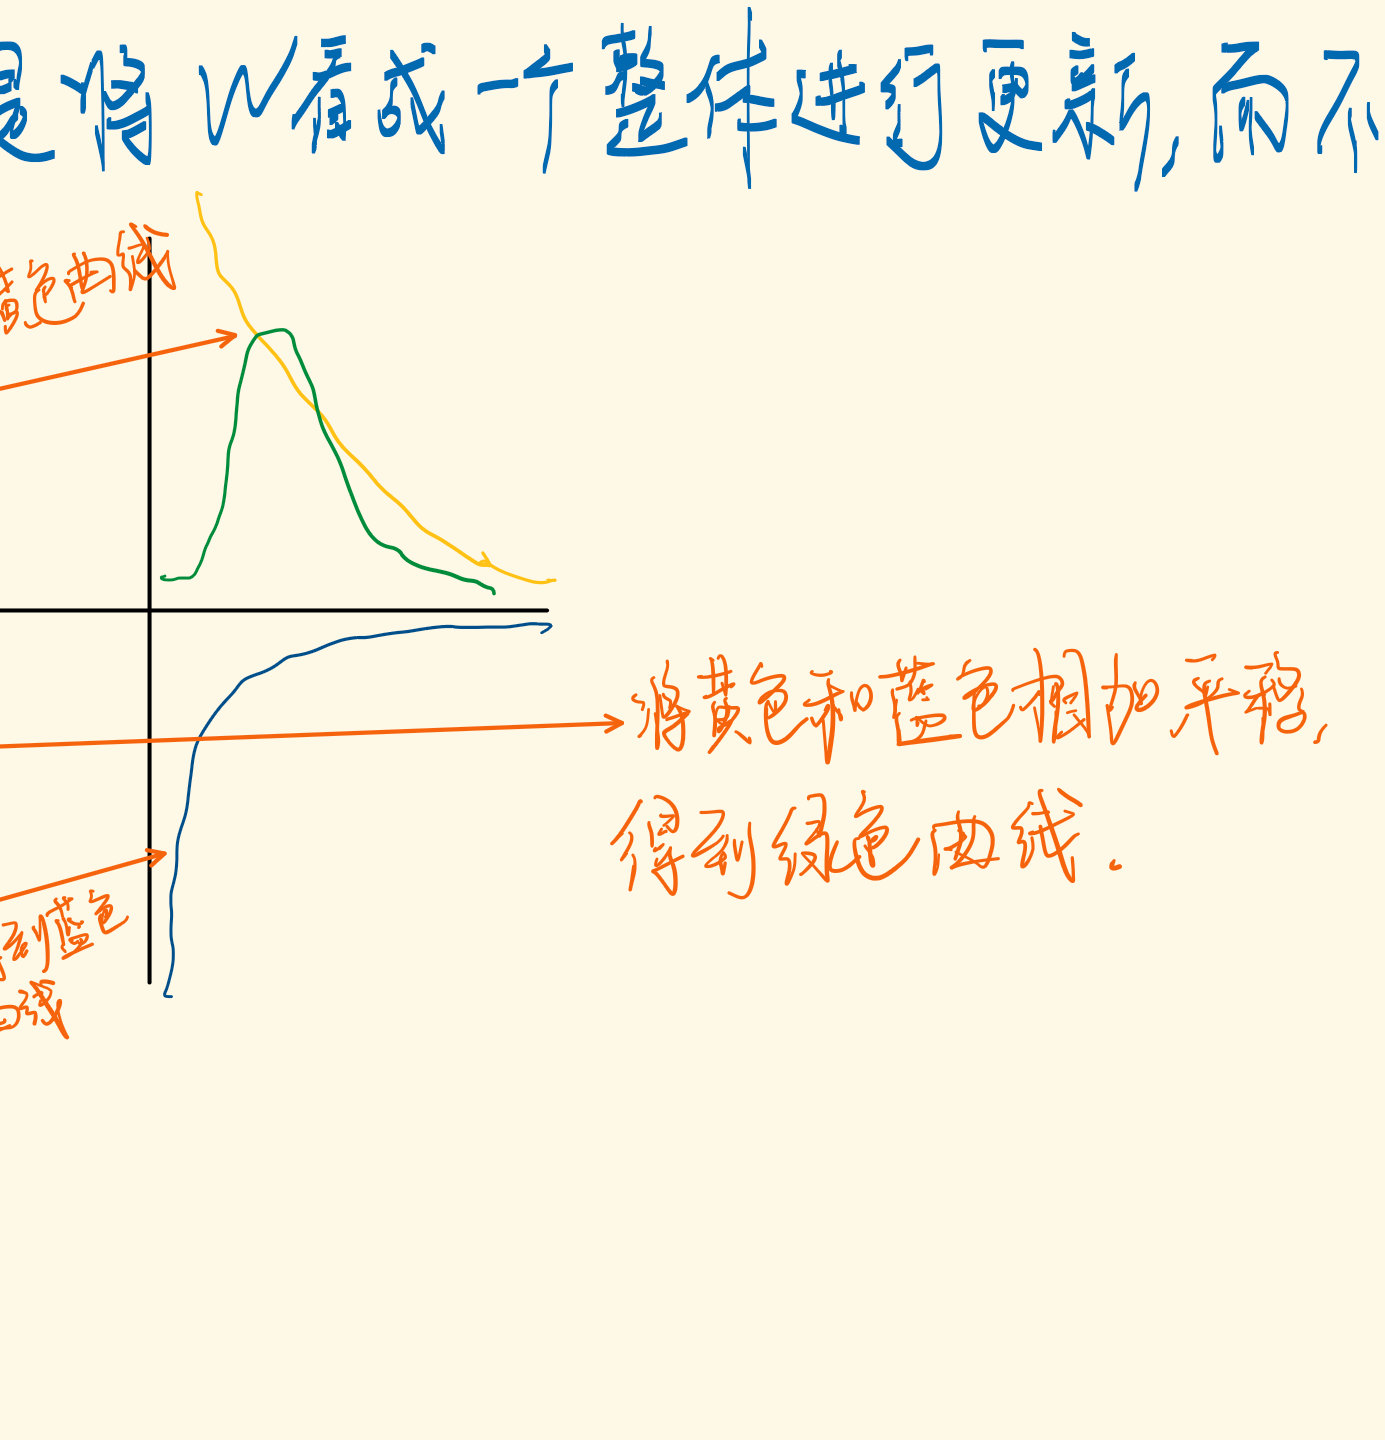 是将W看成一个整体进行更新,而不
黄色曲线
将黄色和蓝色相加平移,
得到绿色曲线.
到蓝色
曲线